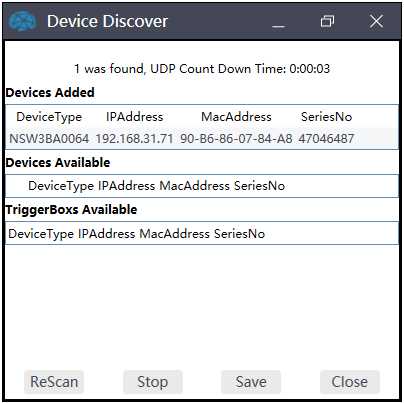 Device Discover
1 was found, UDP Count Down Time: 0:00:03
Devices Added
DeviceType IPAddress MacAddress SeriesNo
NSW3BA0064 192.168.31.71 90-B6-86-07-84-A8 47046487
Devices Available
DeviceType IPAddress MacAddress SeriesNo
TriggerBoxs Available
DeviceType IPAddress MacAddress SeriesNo
ReScan Stop Save Close